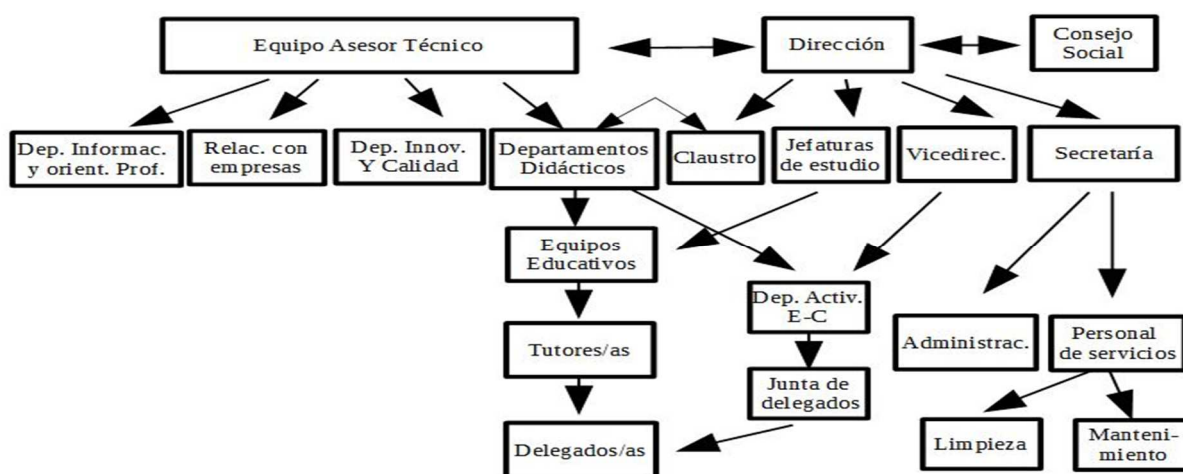 Equipo Asesor Técnico
Dirección
Consejo
Social
Dep. Informac.
y orient. Prof.
Relac. con
empresas
Dep. Innov.
Y Calidad
Departamentos
Didácticos
Claustro
Jefaturas
de estudio
Vicedirec.
Secretaría
Equipos
Educativos
Dep. Activ.
E-C
Tutores/as
Administrac.
Personal
de servicios
Junta de
delegados
Delegados/as
Limpieza
Manteni-
miento